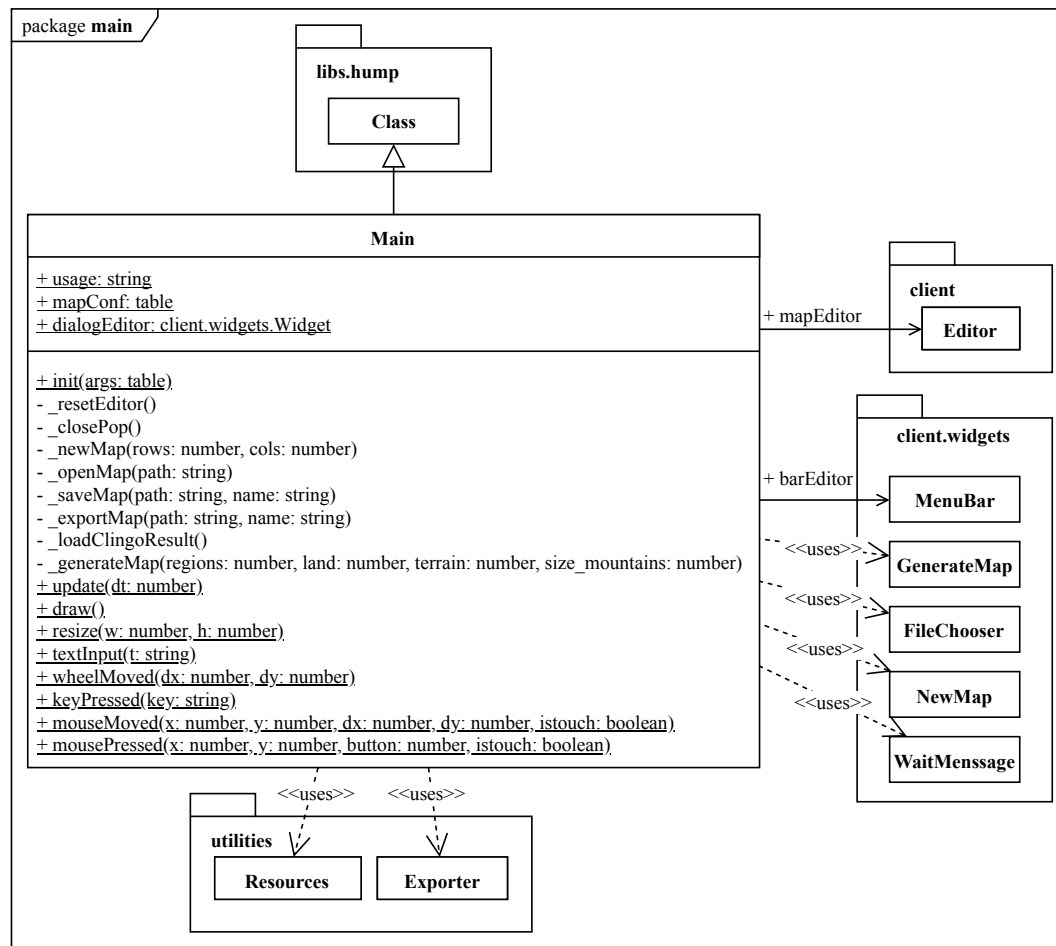 package main
libs.hump
Class
Main
+ usage: string
+ mapConf: table
+ dialogEditor: client.widgets.Widget
+ init(args: table)
- _resetEditor()
- _closePop()
- _newMap(rows: number, cols: number)
- _openMap(path: string)
- _saveMap(path: string, name: string)
- _exportMap(path: string, name: string)
- _loadClingoResult()
- _generateMap(regions: number, land: number, terrain: number, size_mountains: number)
+ update(dt: number)
+ draw()
+ resize(w: number, h: number)
+ textInput(t: string)
+ wheelMoved(dx: number, dy: number)
+ keyPressed(key: string)
+ mouseMoved(x: number, y: number, dx: number, dy: number, istouch: boolean)
+ mousePressed(x: number, y: number, button: number, istouch: boolean)
+ mapEditor
client
Editor
+ barEditor
client.widgets
MenuBar
<<uses>>
GenerateMap
<<uses>>
FileChooser
<<uses>>
NewMap
<<uses>>
WaitMenssage
<<uses>>
<<uses>>
utilities
Resources
Exporter